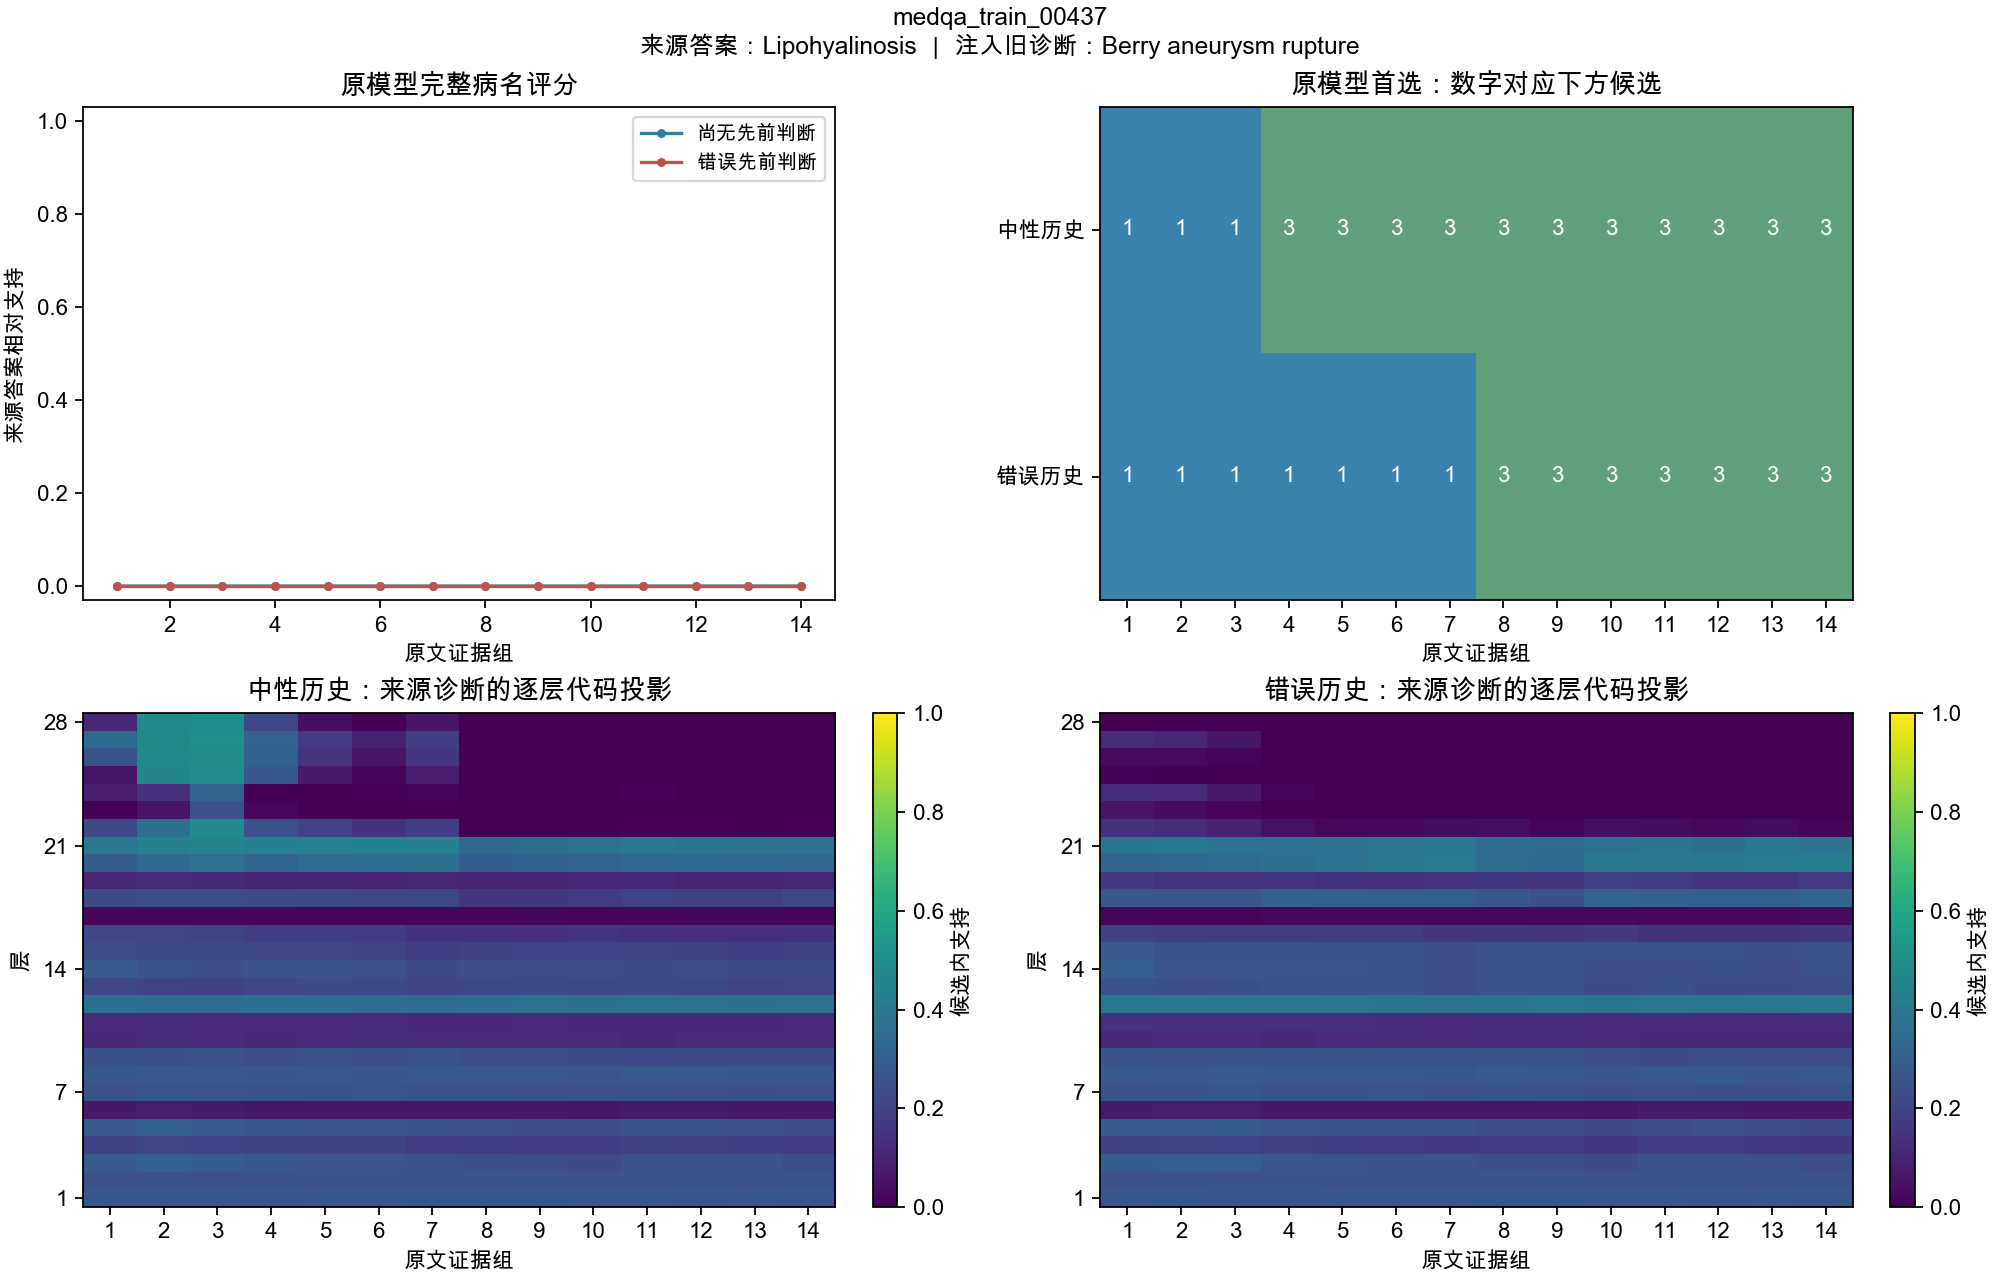 medqa_train_00437
来源答案：Lipohyalinosis | 注入旧诊断：Berry aneurysm rupture
原模型完整病名评分
1.0
0.8
0.6
0.4
0.2
0.0
来源答案相对支持
尚无先前判断
错误先前判断
2 4 6 8 10 12 14
原文证据组
原模型首选：数字对应下方候选
中性历史
1 1 1 3 3 3 3 3 3 3 3 3 3 3
错误历史
1 1 1 1 1 1 1 3 3 3 3 3 3 3
1 2 3 4 5 6 7 8 9 10 11 12 13 14
原文证据组
中性历史：来源诊断的逐层代码投影
28
21
14
7
1
层
1 2 3 4 5 6 7 8 9 10 11 12 13 14
原文证据组
1.0
0.8
0.6
0.4
0.2
0.0
候选内支持
错误历史：来源诊断的逐层代码投影
28
21
14
7
1
层
1 2 3 4 5 6 7 8 9 10 11 12 13 14
原文证据组
1.0
0.8
0.6
0.4
0.2
0.0
候选内支持